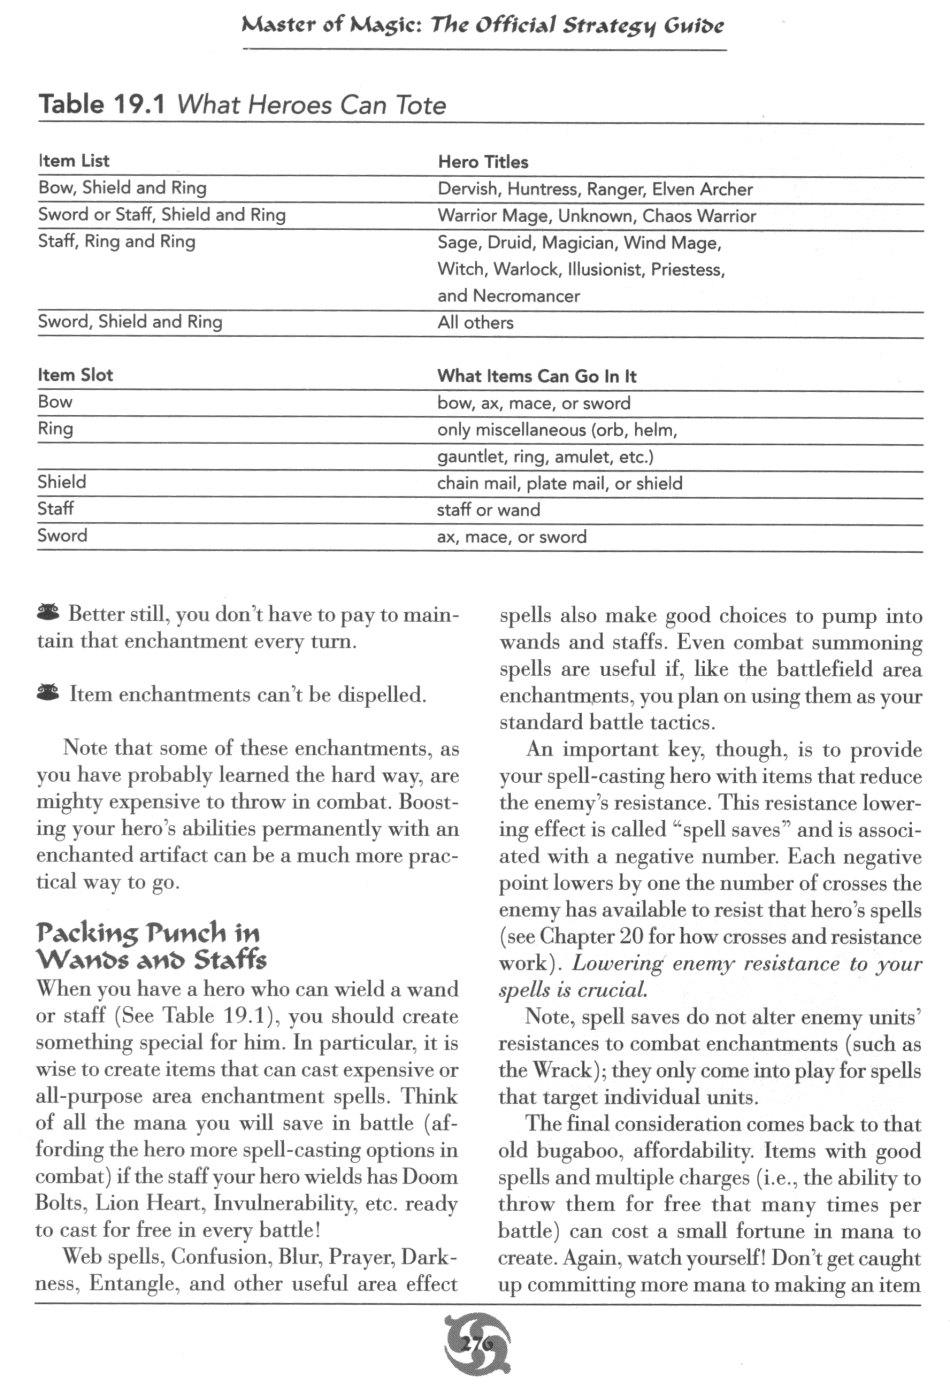 Master of Magic: The Official Strategy Guide
Table 19.1 What Heroes Can Tote
Item List Hero Titles
Bow, Shield and Ring Dervish, Huntress, Ranger, Elven Archer
Sword or Staff, Shield and Ring Warrior Mage, Unknown, Chaos Warrior
Staff, Ring and Ring Sage, Druid, Magician, Wind Mage,
Witch, Warlock, Illusionist, Priestess,
and Necromancer
Sword, Shield and Ring All others
Item Slot What Items Can Go In It
Bow bow, ax, mace, or sword
Ring only miscellaneous (orb, helm,
gauntlet, ring, amulet, etc.)
Shield chain mail, plate mail, or shield
Staff staff or wand
Sword ax, mace, or sword
Better still, you don't have to pay to main-
tain that enchantment every turn.
Item enchantments can't be dispelled.
Note that some of these enchantments, as
you have probably learned the hard way, are
mighty expensive to throw in combat. Boost-
ing your hero's abilities permanently with an
enchanted artifact can be a much more prac-
tical way to go.
Packing Punch in
Wands and Staffs
When you have a hero who can wield a wand
or staff (See Table 19.1), you should create
something special for him. In particular, it is
wise to create items that can cast expensive or
all-purpose area enchantment spells. Think
of all the mana you will save in battle (af-
fording the hero more spell-casting options in
combat) if the staff your hero wields has Doom
Bolts, Lion Heart, Invulnerability, etc. ready
to cast for free in every battle!
Web spells, Confusion, Blur, Prayer, Dark-
ness, Entangle, and other useful area effect
spells also make good choices to pump into
wands and staffs. Even combat summoning
spells are useful if, like the battlefield area
enchantments, you plan on using them as your
standard battle tactics.
An important key, though, is to provide
your spell-casting hero with items that reduce
the enemy's resistance. This resistance lower-
ing effect is called "spell saves" and is associ-
ated with a negative number. Each negative
point lowers by one the number of crosses the
enemy has available to resist that hero's spells
(see Chapter 20 for how crosses and resistance
work). Lowering enemy resistance to your
spells is crucial.
Note, spell saves do not alter enemy units'
resistances to combat enchantments (such as
the Wrack); they only come into play for spells
that target individual units.
The final consideration comes back to that
old bugaboo, affordability. Items with good
spells and multiple charges (i.e., the ability to
throw them for free that many times per
battle) can cost a small fortune in mana to
create. Again, watch yourself! Don't get caught
up committing more mana to making an item
276